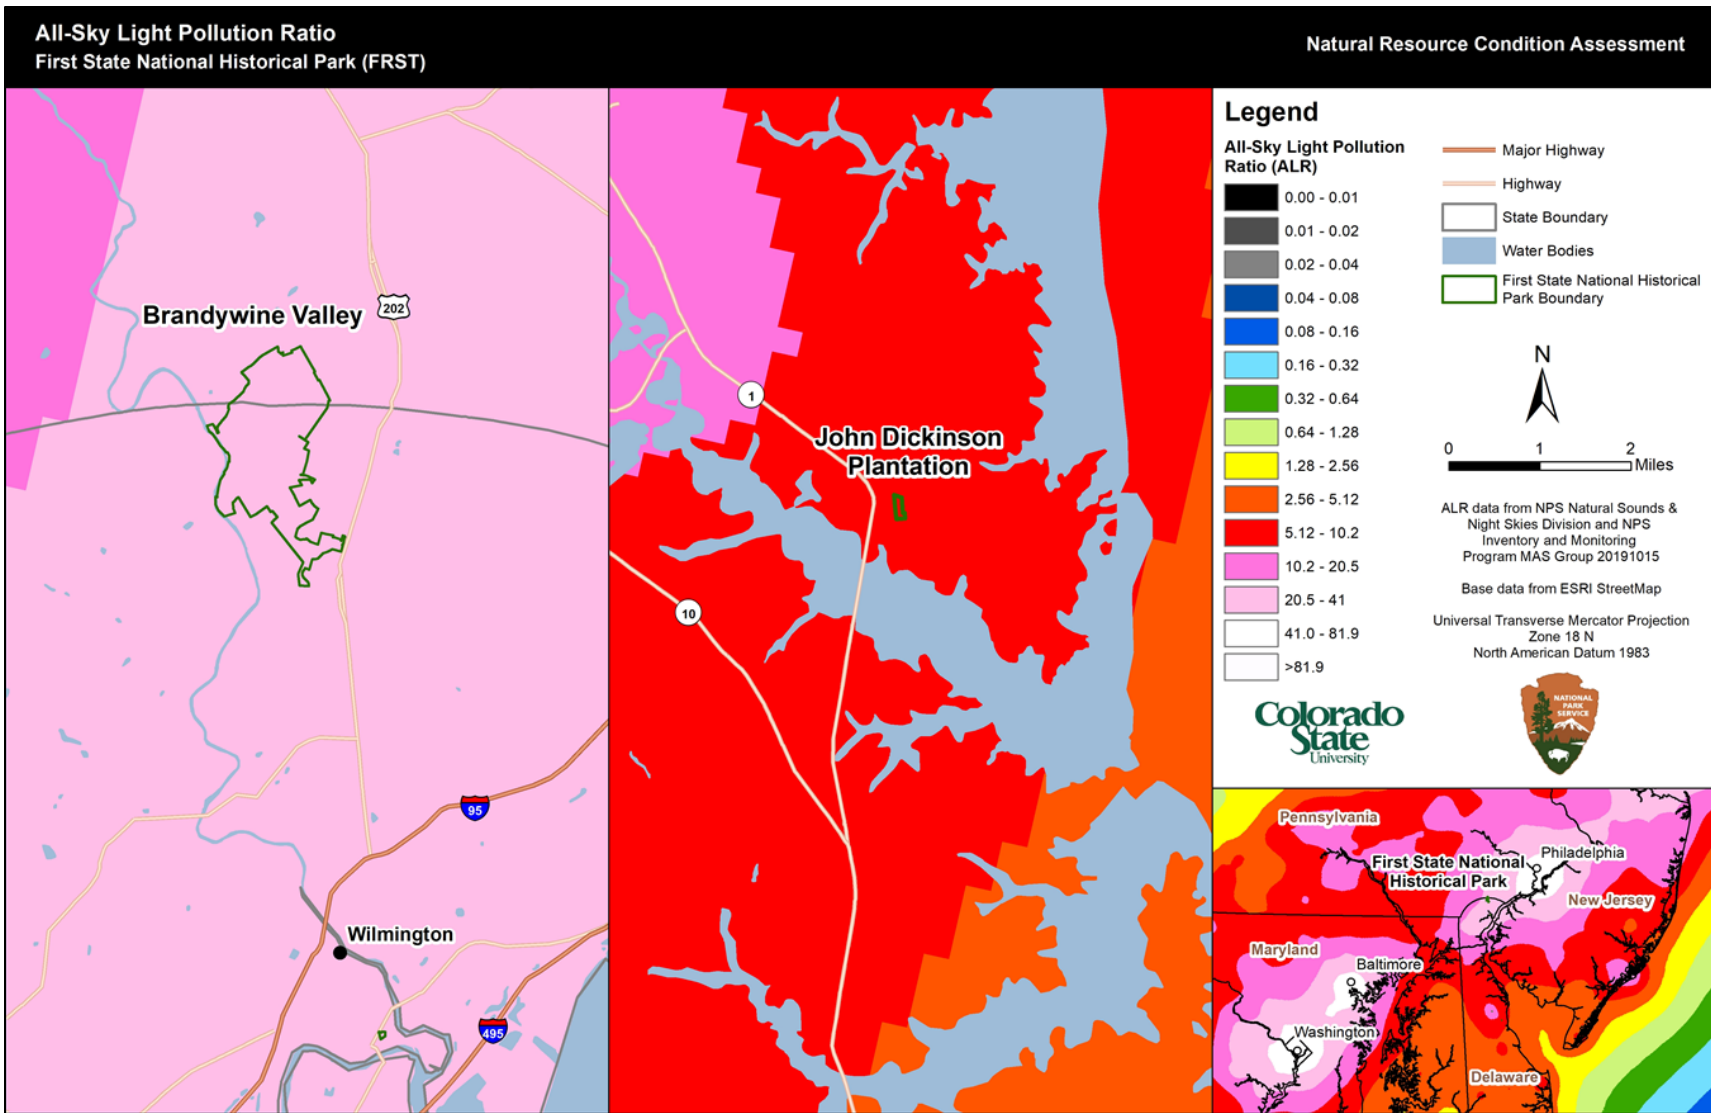 All-Sky Light Pollution Ratio
First State National Historical Park (FRST)
Natural Resource Condition Assessment
Brandywine Valley
202
95
Wilmington
495
1
John Dickinson
Plantation
10
Legend
All-Sky Light Pollution
Ratio (ALR)
0.00 - 0.01
0.01 - 0.02
0.02 - 0.04
0.04 - 0.08
0.08 - 0.16
0.16 - 0.32
0.32 - 0.64
0.64 - 1.28
1.28 - 2.56
2.56 - 5.12
5.12 - 10.2
10.2 - 20.5
20.5 - 41
41.0 - 81.9
>81.9
Major Highway
Highway
State Boundary
Water Bodies
First State National Historical
Park Boundary
N
0 1 2
Miles
ALR data from NPS Natural Sounds &
Night Skies Division and NPS
Inventory and Monitoring
Program MAS Group 20191015
Base data from ESRI StreetMap
Universal Transverse Mercator Projection
Zone 18 N
North American Datum 1983
Colorado
State
University
NATIONAL
PARK
SERVICE
Pennsylvania
Philadelphia
First State National
Historical Park
New Jersey
Maryland
Baltimore
Washington
Delaware